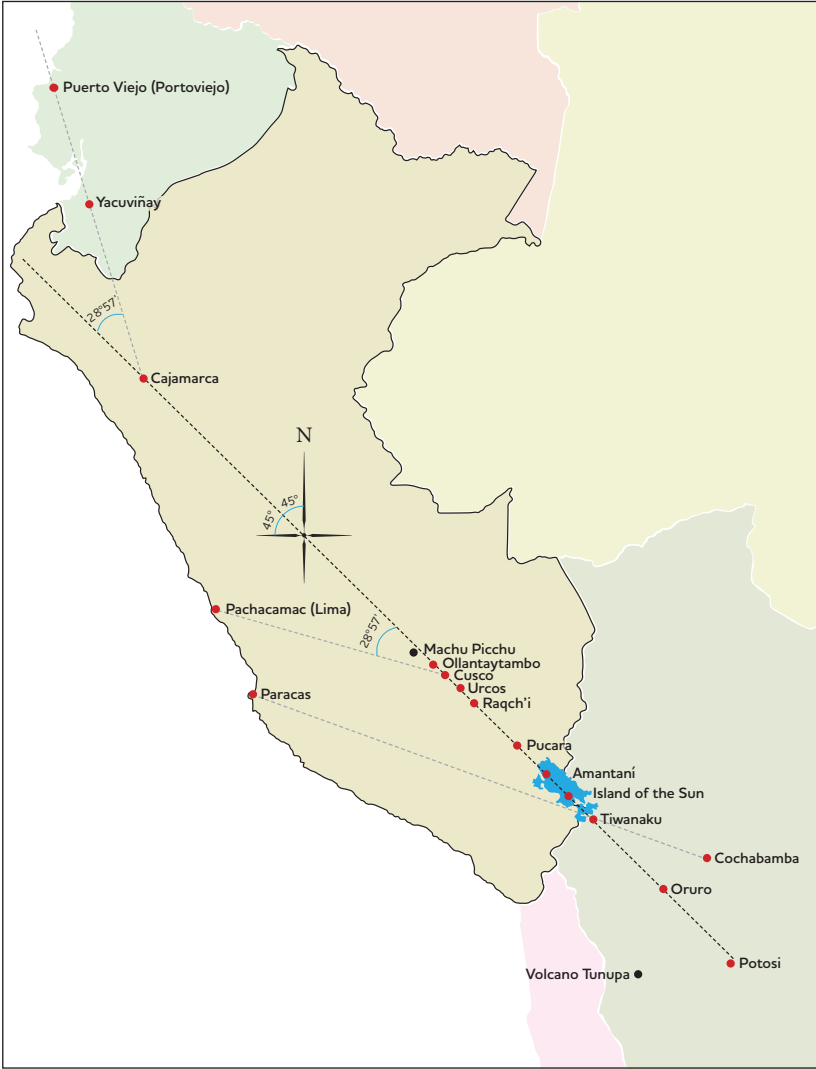 Puerto Viejo (Portoviejo)
Yacuviñay
28°57'
Cajamarca
N
45°
45°
Pachacamac (Lima)
28°57'
Machu Picchu
Ollantaytambo
Cusco
Urcos
Paracas
Raqch'i
Pucara
Amantaní
Island of the Sun
Tiwanaku
Cochabamba
Oruro
Potosi
Volcano Tunupa